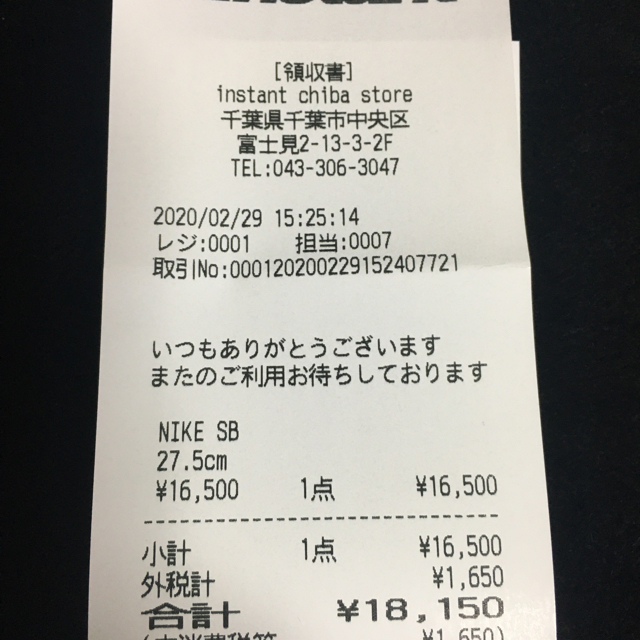 [領収書]
instant chiba store
千葉県千葉市中央区
富士見2-13-3-2F
TEL:043-306-3047
2020/02/29 15:25:14
レジ:0001 担当:0007
取引No:000120200229152407721
いつもありがとうございます
またのご利用お待ちしております
NIKE SB
27.5cm
¥16,500 1点 ¥16,500
小計 1点 ¥16,500
外税計 ¥1,650
合計 ¥18,150
¥1,650)